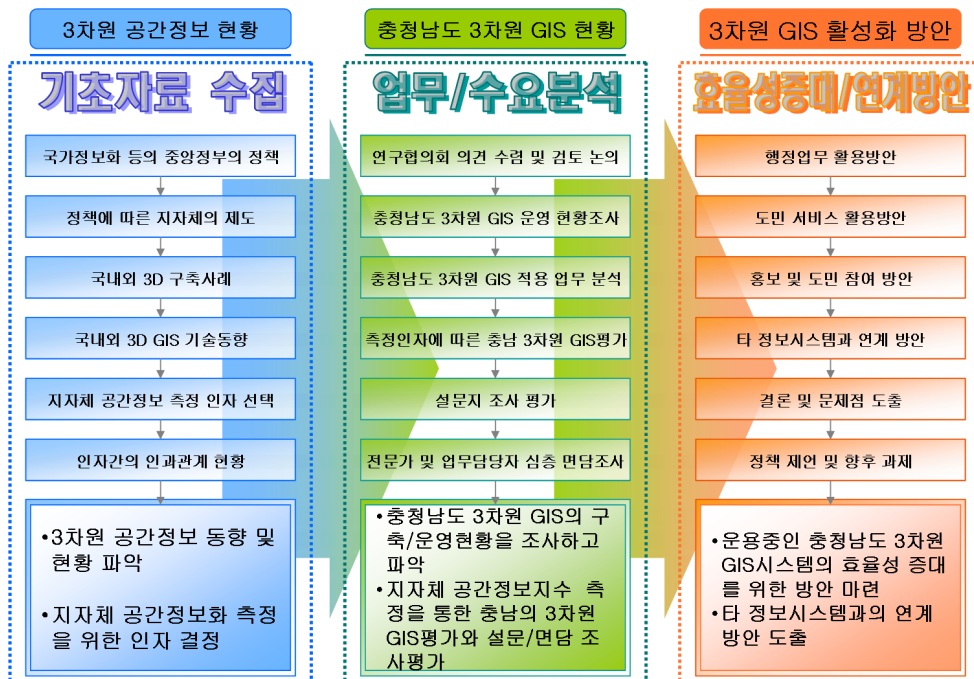 3차원 공간정보 현황
기초자료 수집
국가정보화 등의 중앙정부의 정책
정책에 따른 지자체의 제도
국내외 3D 구축사례
국내외 3D GIS 기술동향
지자체 공간정보 측정 인자 선택
인자간의 인과관계 현황
•3차원 공간정보 동향 및
현황 파악
•지자체 공간정보화 측정
을 위한 인자 결정
충청남도 3차원 GIS 현황
업무/수요분석
연구협의회 의견 수렴 및 검토 논의
충청남도 3차원 GIS 운영 현황조사
충청남도 3차원 GIS 적용 업무 분석
측정인자에 따른 충남 3차원 GIS평가
설문지 조사 평가
전문가 및 업무담당자 심층 면담조사
•충청남도 3차원 GIS의 구
축/운영현황을 조사하고
파악
•지자체 공간정보지수 측
정을 통한 충남의 3차원
GIS평가와 설문/면담 조
사평가
3차원 GIS 활성화 방안
효율성증대/연계방안
행정업무 활용방안
도민 서비스 활용방안
홍보 및 도민 참여 방안
타 정보시스템과 연계 방안
결론 및 문제점 도출
정책 제언 및 향후 과제
•운용중인 충청남도 3차원
GIS시스템의 효율성 증대
를 위한 방안 마련
•타 정보시스템과의 연계
방안 도출